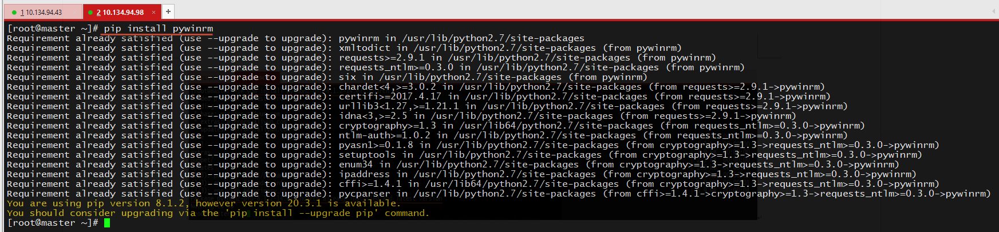 1 10.134.94.43
2 10.134.94.98 × +
[root@master ~]# pip install pywinrm
Requirement already satisfied (use --upgrade to upgrade): pywinrm in /usr/lib/python2.7/site-packages
Requirement already satisfied (use --upgrade to upgrade): xmltodict in /usr/lib/python2.7/site-packages (from pywinrm)
Requirement already satisfied (use --upgrade to upgrade): requests>=2.9.1 in /usr/lib/python2.7/site-packages (from pywinrm)
Requirement already satisfied (use --upgrade to upgrade): requests_ntlm>=0.3.0 in /usr/lib/python2.7/site-packages (from pywinrm)
Requirement already satisfied (use --upgrade to upgrade): six in /usr/lib/python2.7/site-packages (from pywinrm)
Requirement already satisfied (use --upgrade to upgrade): chardet<4,>=3.0.2 in /usr/lib/python2.7/site-packages (from requests>=2.9.1->pywinrm)
Requirement already satisfied (use --upgrade to upgrade): certifi>=2017.4.17 in /usr/lib/python2.7/site-packages (from requests>=2.9.1->pywinrm)
Requirement already satisfied (use --upgrade to upgrade): urllib3<1.27,>=1.21.1 in /usr/lib/python2.7/site-packages (from requests>=2.9.1->pywinrm)
Requirement already satisfied (use --upgrade to upgrade): idna<3,>=2.5 in /usr/lib/python2.7/site-packages (from requests>=2.9.1->pywinrm)
Requirement already satisfied (use --upgrade to upgrade): cryptography>=1.3 in /usr/lib64/python2.7/site-packages (from requests_ntlm>=0.3.0->pywinrm)
Requirement already satisfied (use --upgrade to upgrade): ntlm-auth>=1.0.2 in /usr/lib/python2.7/site-packages (from requests_ntlm>=0.3.0->pywinrm)
Requirement already satisfied (use --upgrade to upgrade): pyasn1>=0.1.8 in /usr/lib/python2.7/site-packages (from cryptography>=1.3->requests_ntlm>=0.3.0->pywinrm)
Requirement already satisfied (use --upgrade to upgrade): setuptools in /usr/lib/python2.7/site-packages (from cryptography>=1.3->requests_ntlm>=0.3.0->pywinrm)
Requirement already satisfied (use --upgrade to upgrade): enum34 in /usr/lib/python2.7/site-packages (from cryptography>=1.3->requests_ntlm>=0.3.0->pywinrm)
Requirement already satisfied (use --upgrade to upgrade): ipaddress in /usr/lib/python2.7/site-packages (from cryptography>=1.3->requests_ntlm>=0.3.0->pywinrm)
Requirement already satisfied (use --upgrade to upgrade): cffi>=1.4.1 in /usr/lib64/python2.7/site-packages (from cryptography>=1.3->requests_ntlm>=0.3.0->pywinrm)
Requirement already satisfied (use --upgrade to upgrade): pycparser in /usr/lib/python2.7/site-packages (from cffi>=1.4.1->cryptography>=1.3->requests_ntlm>=0.3.0->pywinrm)
You are using pip version 8.1.2, however version 20.3.1 is available.
You should consider upgrading via the 'pip install --upgrade pip' command.
[root@master ~]#